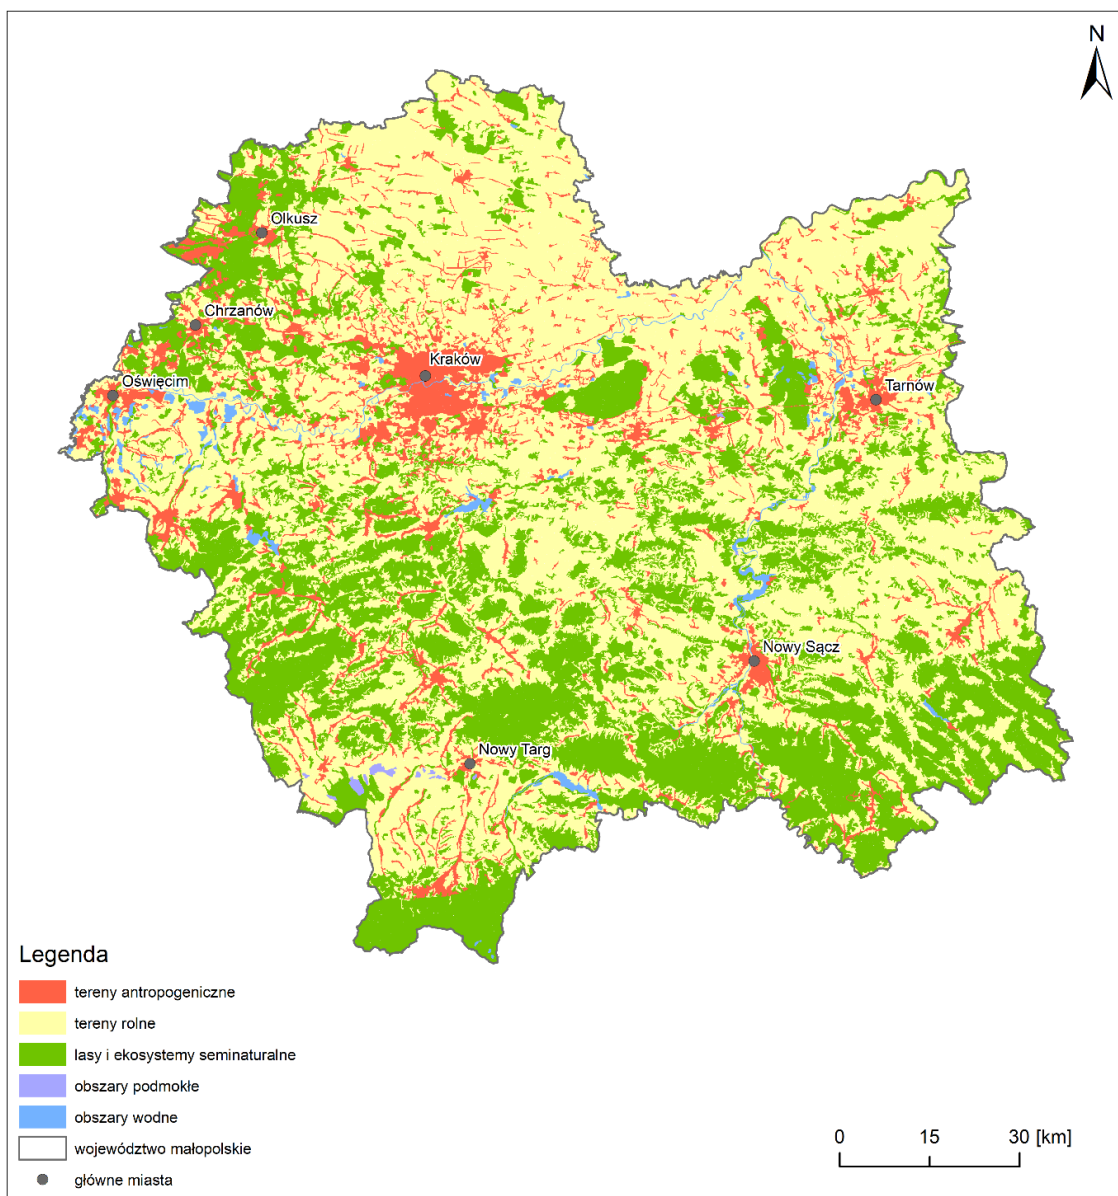 N
Olkusz
Chrzanów
Kraków
Oświęcim
Tarnów
Nowy Sącz
Nowy Targ
Legenda
tereny antropogeniczne
tereny rolne
lasy i ekosystemy seminaturalne
obszary podmokłe
obszary wodne
województwo małopolskie
główne miasta
0 15 30 [km]